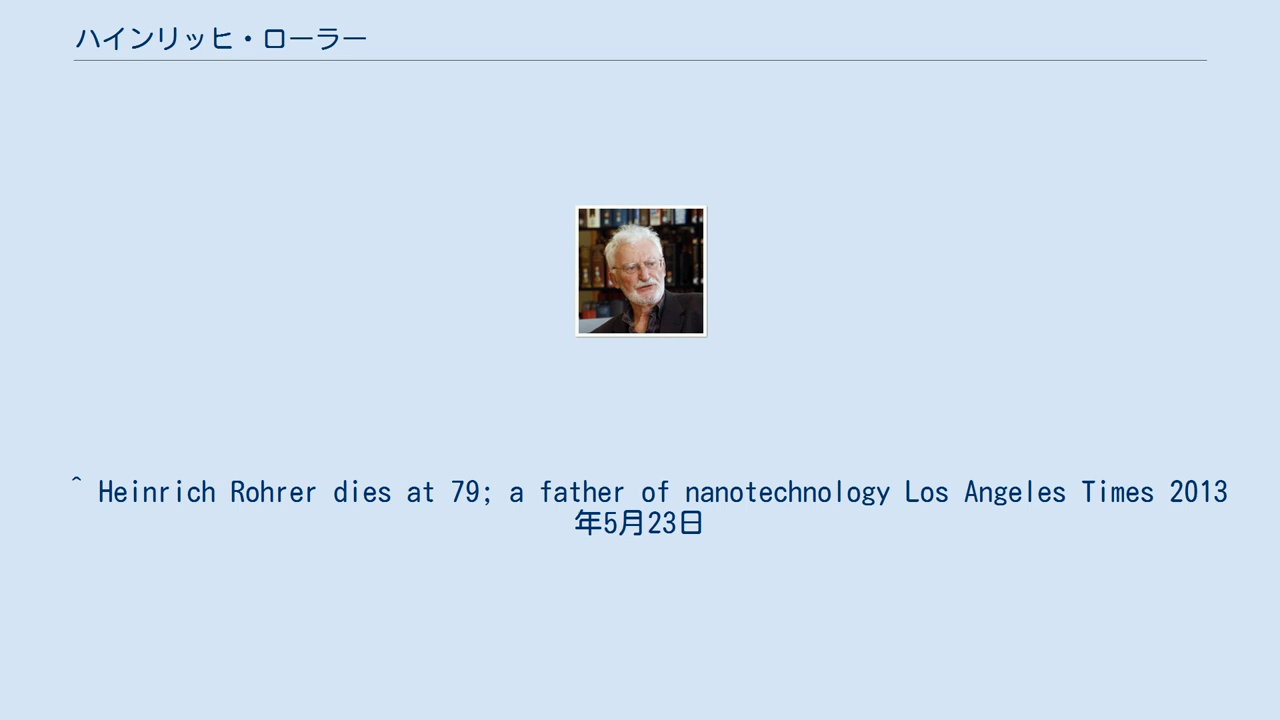 ハインリッヒ・ローラー
^ Heinrich Rohrer dies at 79; a father of nanotechnology Los Angeles Times 2013
年5月23日